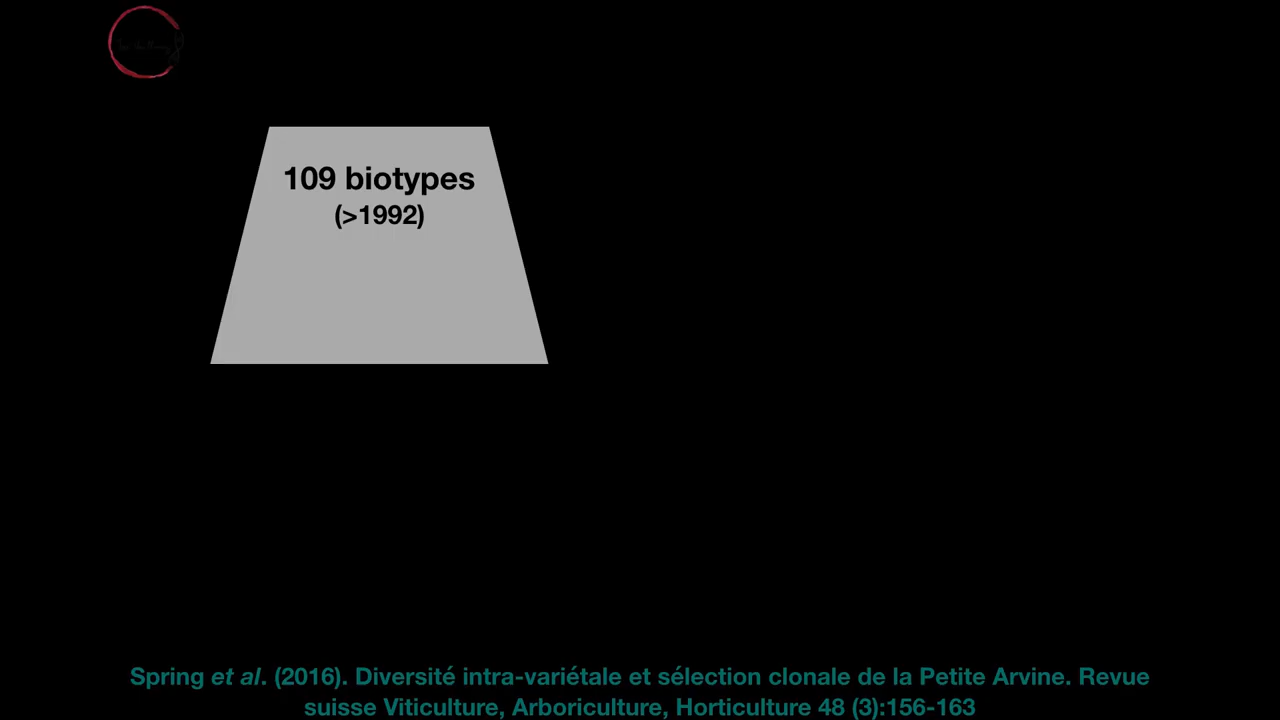 109 biotypes
(>1992)
Spring et al. (2016). Diversité intra-variétale et sélection clonale de la Petite Arvine. Revue
suisse Viticulture, Arboriculture, Horticulture 48 (3):156-163